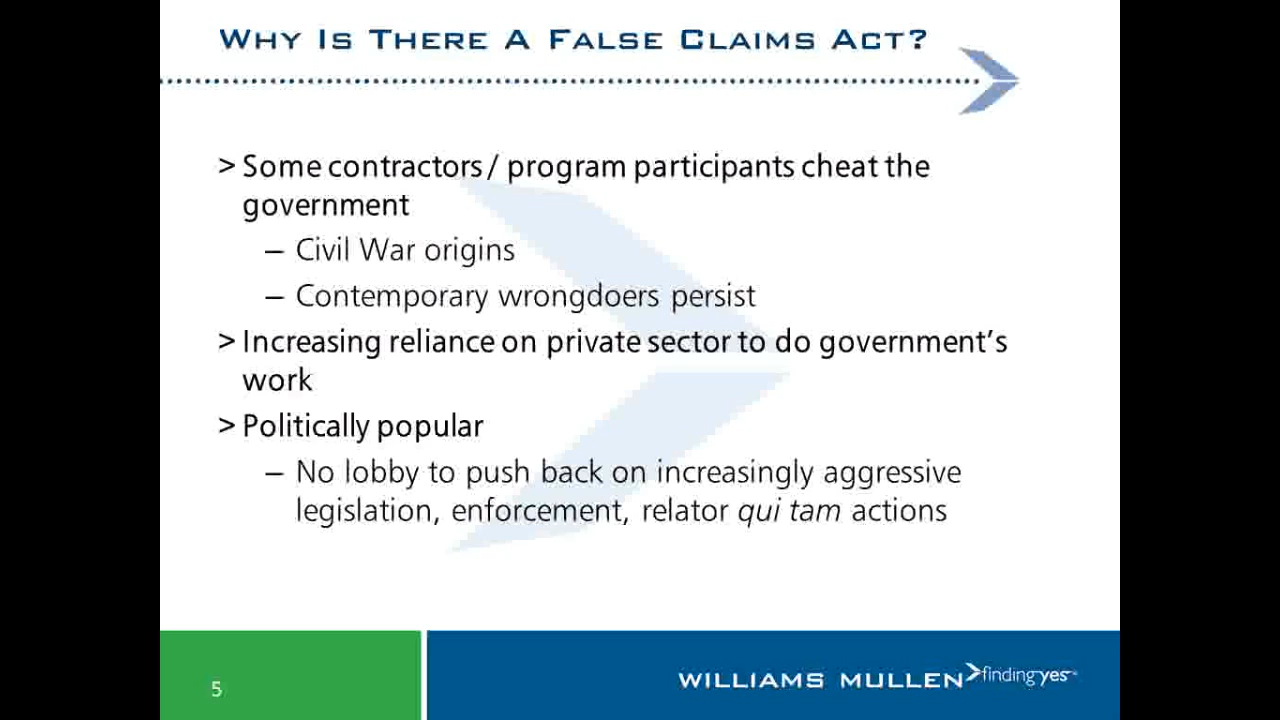 WHY IS THERE A FALSE CLAIMS ACT?
> Some contractors / program participants cheat the
government
– Civil War origins
– Contemporary wrongdoers persist
> Increasing reliance on private sector to do government’s
work
> Politically popular
– No lobby to push back on increasingly aggressive
legislation, enforcement, relator qui tam actions
5
WILLIAMS MULLEN finding yes™